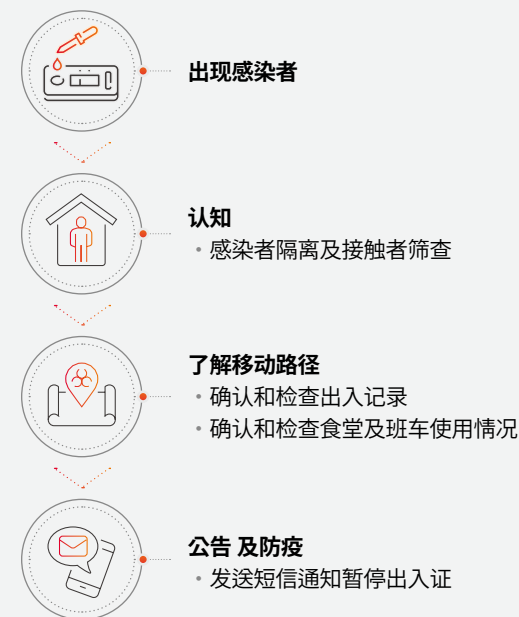 出现感染者
认知
· 感染者隔离及接触者筛查
了解移动路径
· 确认和检查出入记录
· 确认和检查食堂及班车使用情况
公告 及防疫
· 发送短信通知暂停出入证